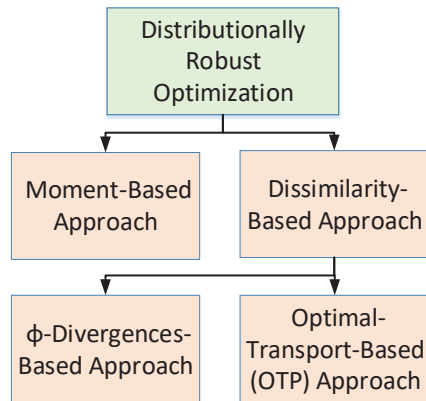 Distributionally
Robust
Optimization
Moment-Based
Approach
Dissimilarity-
Based Approach
ϕ-Divergences-
Based Approach
Optimal-
Transport-Based
(OTP) Approach